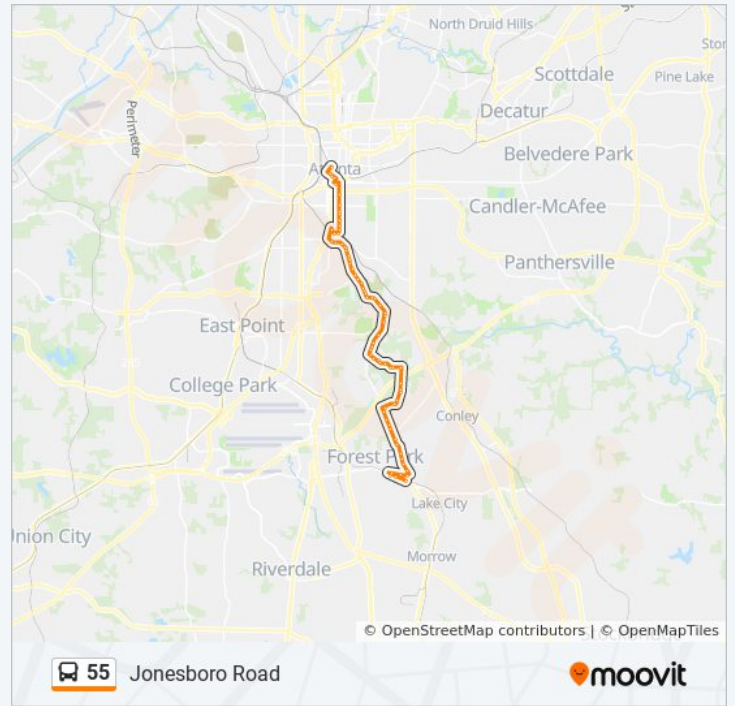 North Druid Hills
Scottdale
Pine Lake
Decatur
Perimeter
Belvedere Park
Atlanta
Candler-McAfee
Panthersville
East Point
College Park
Conley
Forest Park
Lake City
Union City
Morrow
Riverdale
© OpenStreetMap contributors | © OpenMapTiles
55 Jonesboro Road
moovit